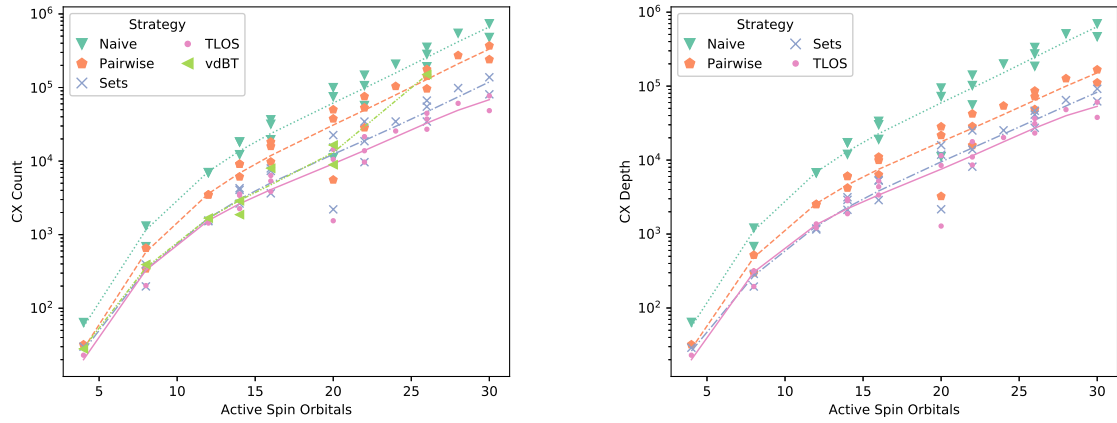 Strategy
Naive
Pairwise
Sets
TLOS
vdBT
CX Count
10^6
10^5
10^4
10^3
10^2
5 10 15 20 25 30
Active Spin Orbitals
Strategy
Naive
Pairwise
Sets
TLOS
CX Depth
10^6
10^5
10^4
10^3
10^2
5 10 15 20 25 30
Active Spin Orbitals